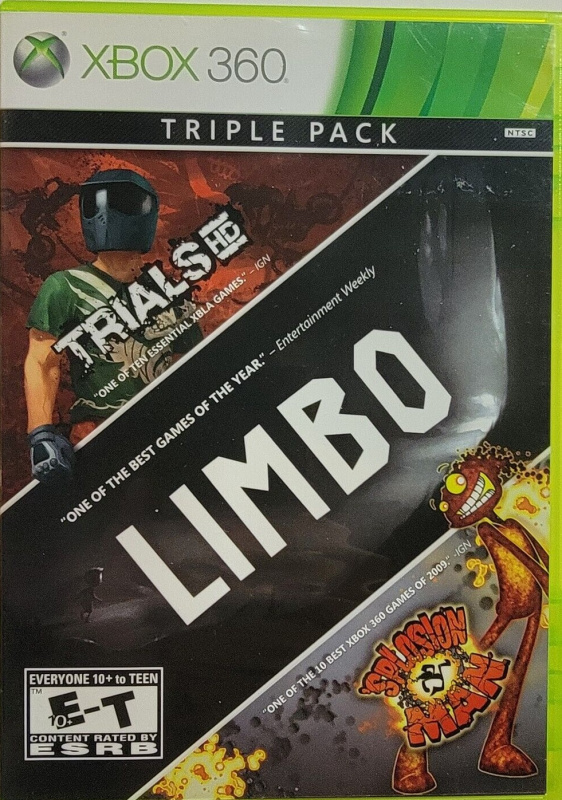 XBOX 360
TRIPLE PACK
NTSC
TRIALS HD
"ONE OF TEN ESSENTIAL XBLA GAMES." – IGN
"ONE OF THE BEST GAMES OF THE YEAR." – Entertainment Weekly
LIMBO
"ONE OF THE 10 BEST XBOX 360 GAMES OF 2009." -IGN
'SPLOSION
MAN
EVERYONE 10+ to TEEN
TM
E-T
10+
CONTENT RATED BY
ESRB